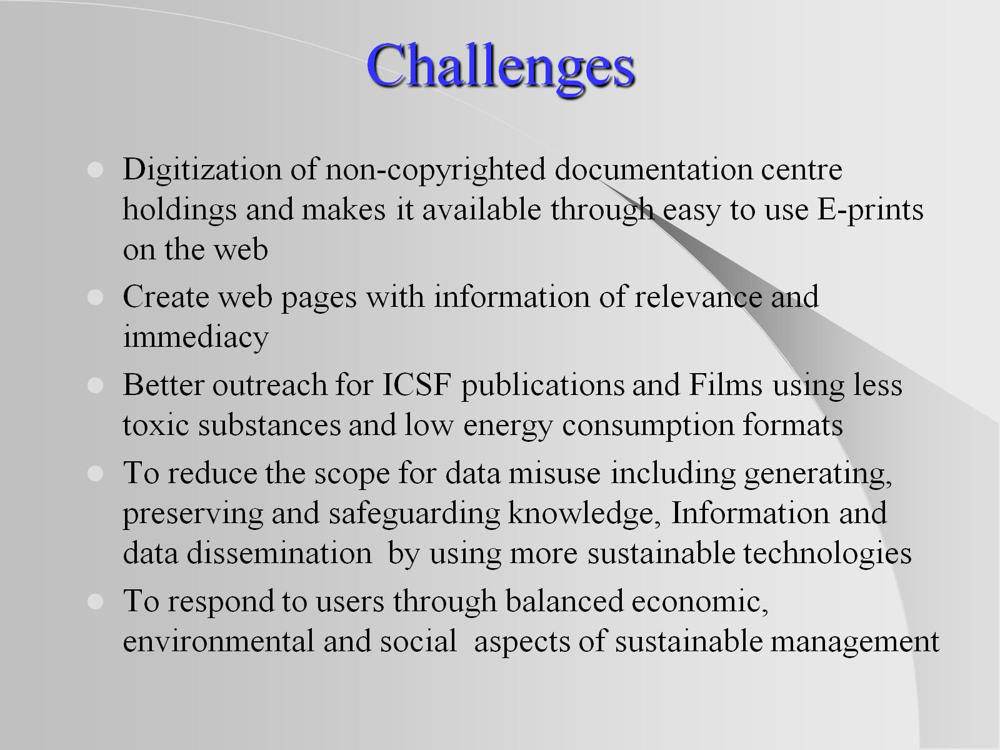 Challenges
Digitization of non-copyrighted documentation centre
holdings and makes it available through easy to use E-prints
on the web
Create web pages with information of relevance and
immediacy
Better outreach for ICSF publications and Films using less
toxic substances and low energy consumption formats
To reduce the scope for data misuse including generating,
preserving and safeguarding knowledge, Information and
data dissemination  by using more sustainable technologies
To respond to users through balanced economic,
environmental and social  aspects of sustainable management